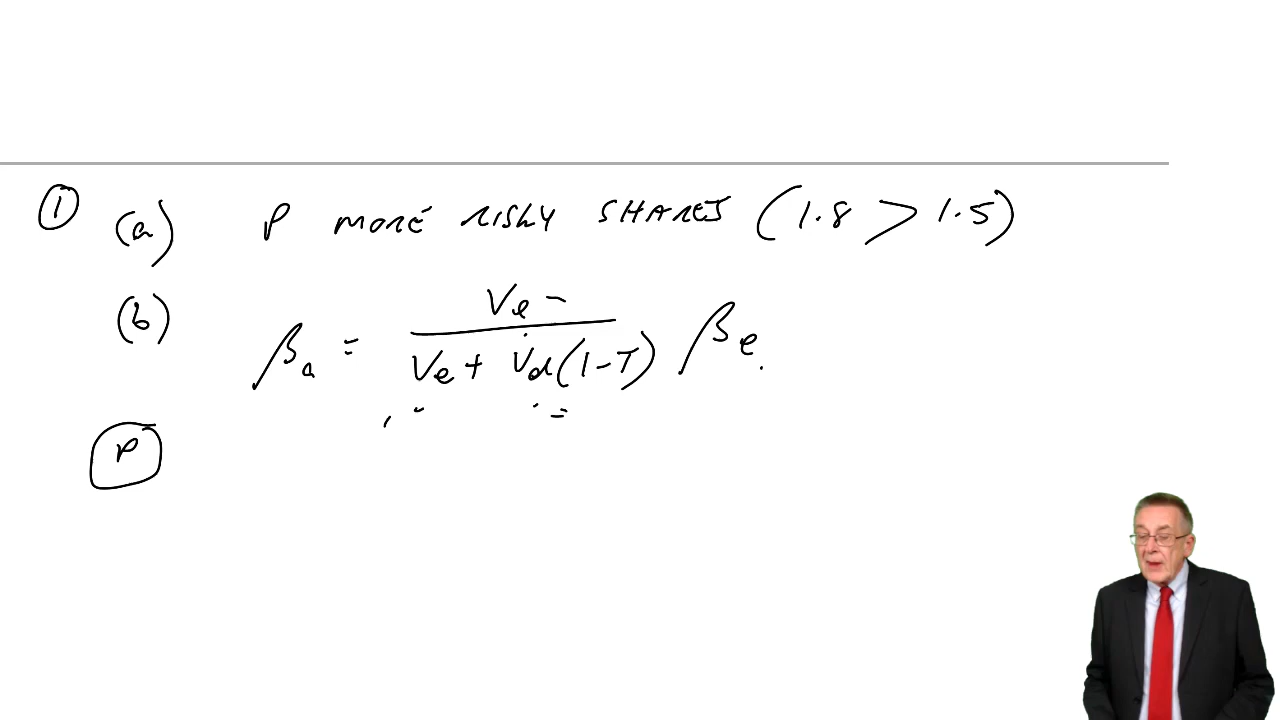 ① (a) P MORE RISKY SHARES (1.8 > 1.5)
(b) βa = Ve / (Ve + Vd(1-T)) βe
P